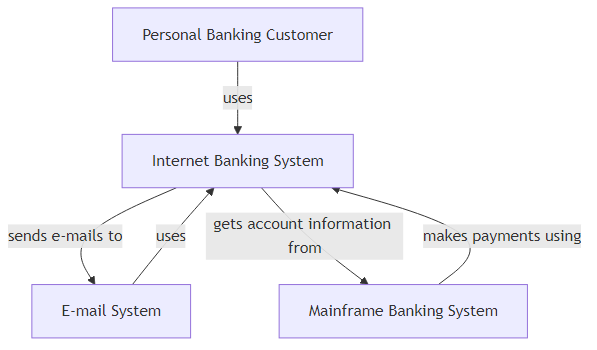 Personal Banking Customer
uses
Internet Banking System
sends e-mails to
uses
gets account information
from
makes payments using
E-mail System
Mainframe Banking System